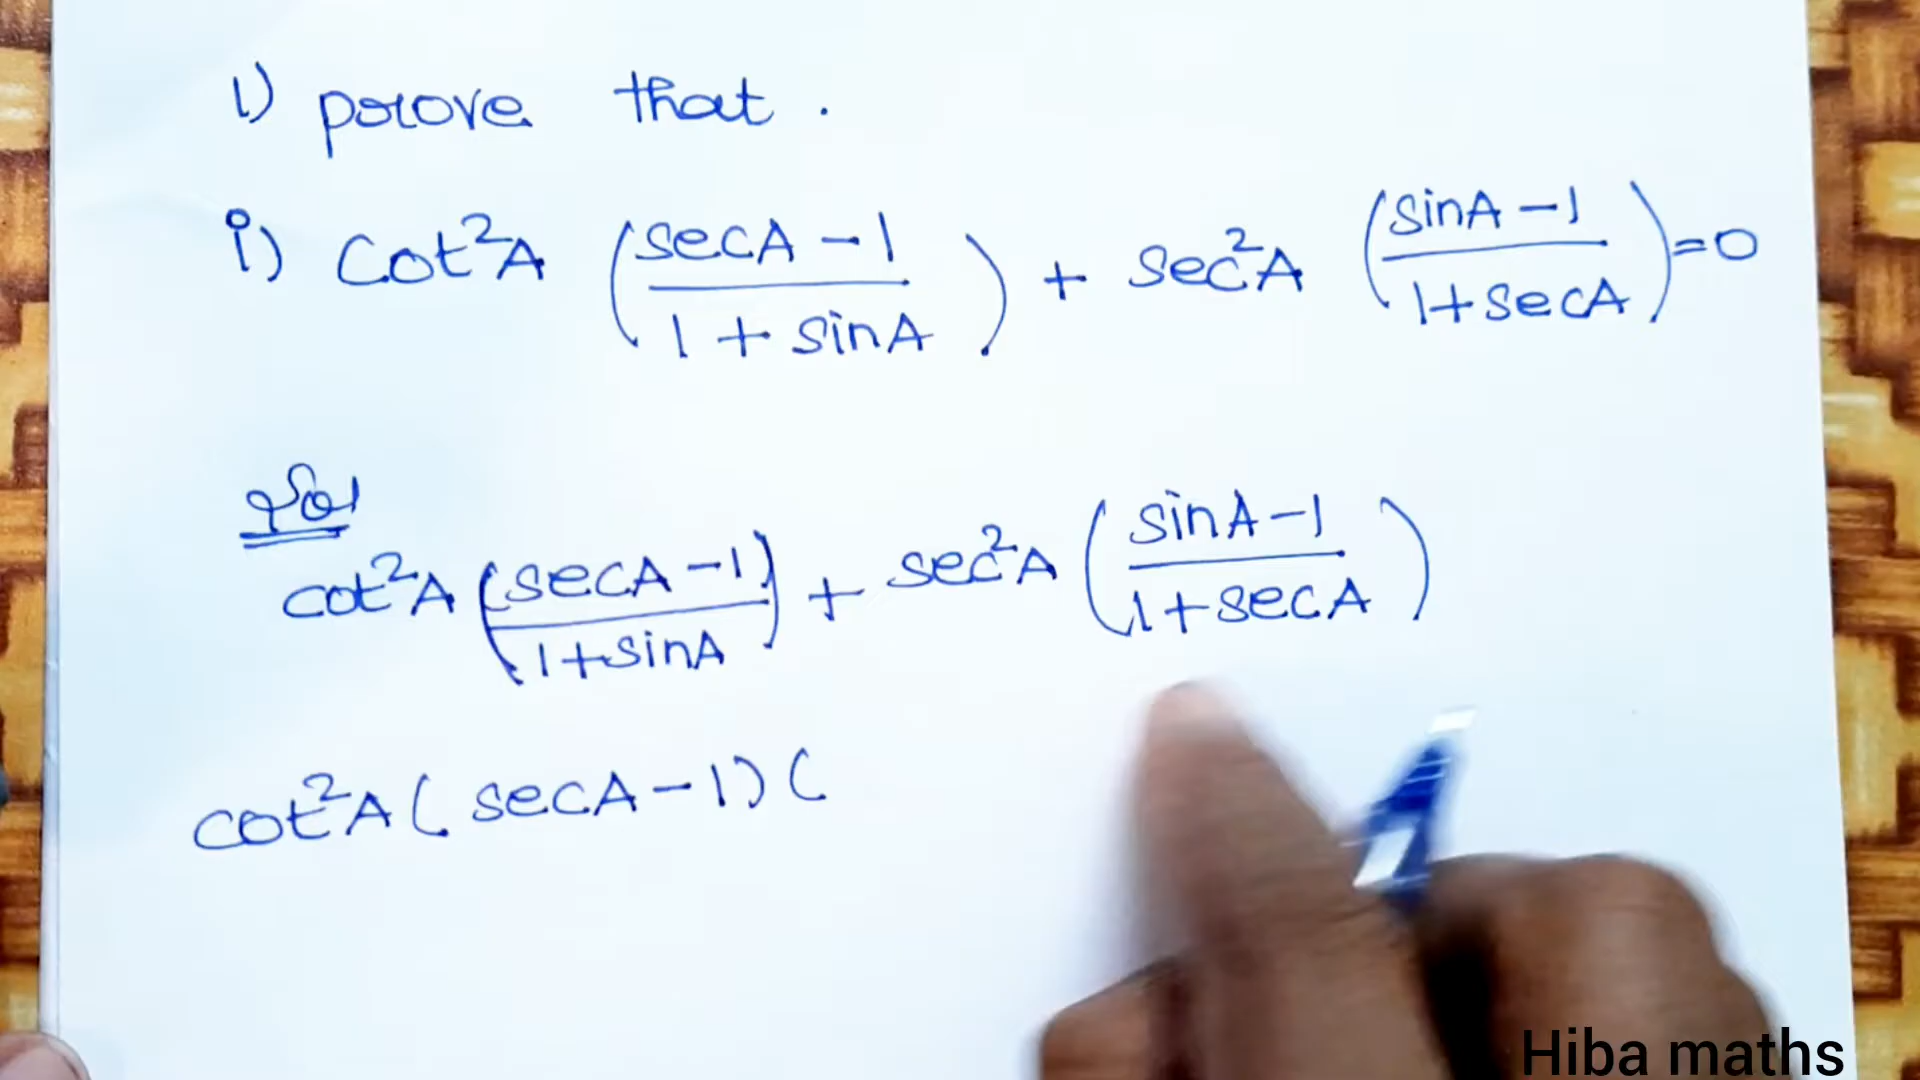 1) prove that .
i) Cot²A (secA - 1 / 1 + sinA) + sec²A (sinA - 1 / 1+secA) = 0
Sol
cot²A (secA - 1 / 1+sinA) + sec²A (sinA - 1 / 1+secA)
cot²A ( secA - 1) (
Hiba maths